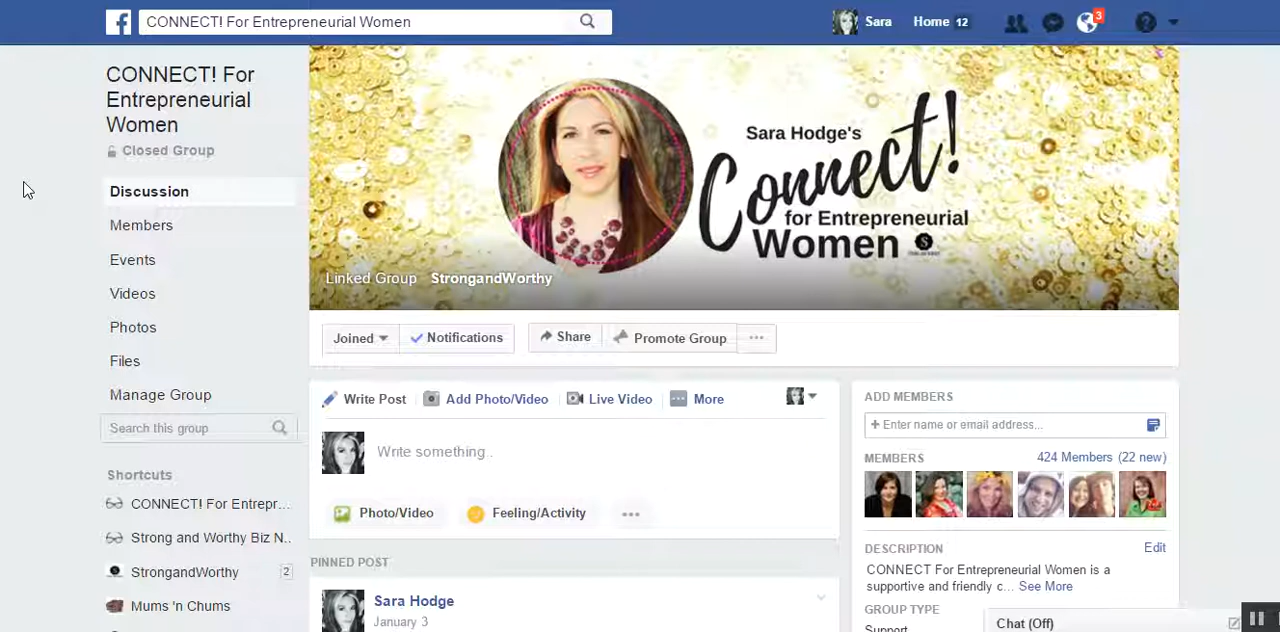 CONNECT! For Entrepreneurial Women
Sara
Home 12
3
CONNECT! For
Entrepreneurial
Women
Closed Group
Discussion
Members
Events
Videos
Photos
Files
Manage Group
Search this group
Shortcuts
CONNECT! For Entrepr...
Strong and Worthy Biz N...
StrongandWorthy 2
Mums 'n Chums
Sara Hodge's
Connect!
for Entrepreneurial
Women
Linked Group StrongandWorthy
Joined Notifications Share Promote Group
Write Post Add Photo/Video Live Video More
Write something .
Photo/Video Feeling/Activity
PINNED POST
Sara Hodge
January 3
ADD MEMBERS
+ Enter name or email address...
MEMBERS 424 Members (22 new)
DESCRIPTION Edit
CONNECT For Entrepreneurial Women is a
supportive and friendly c... See More
GROUP TYPE
Support
Chat (Off)